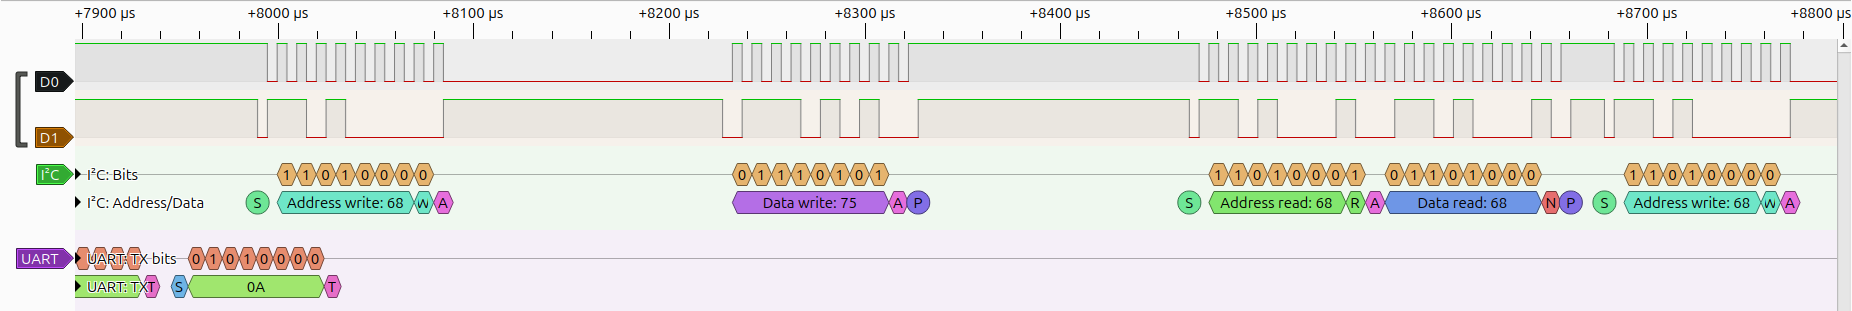 +7900 µs +8000 µs +8100 µs +8200 µs +8300 µs +8400 µs +8500 µs +8600 µs +8700 µs +8800 µs
D0
D1
I²C I²C: Bits 1 1 0 1 0 0 0 0 0 1 1 1 0 1 0 1 1 1 0 1 0 0 0 1 0 1 1 0 1 0 0 0 1 1 0 1 0 0 0 0
I²C: Address/Data S Address write: 68 W A Data write: 75 A P S Address read: 68 R A Data read: 68 N P S Address write: 68 W A
UART UART: TX bits 0 1 0 1 0 0 0 0
UART: TX T S 0A T